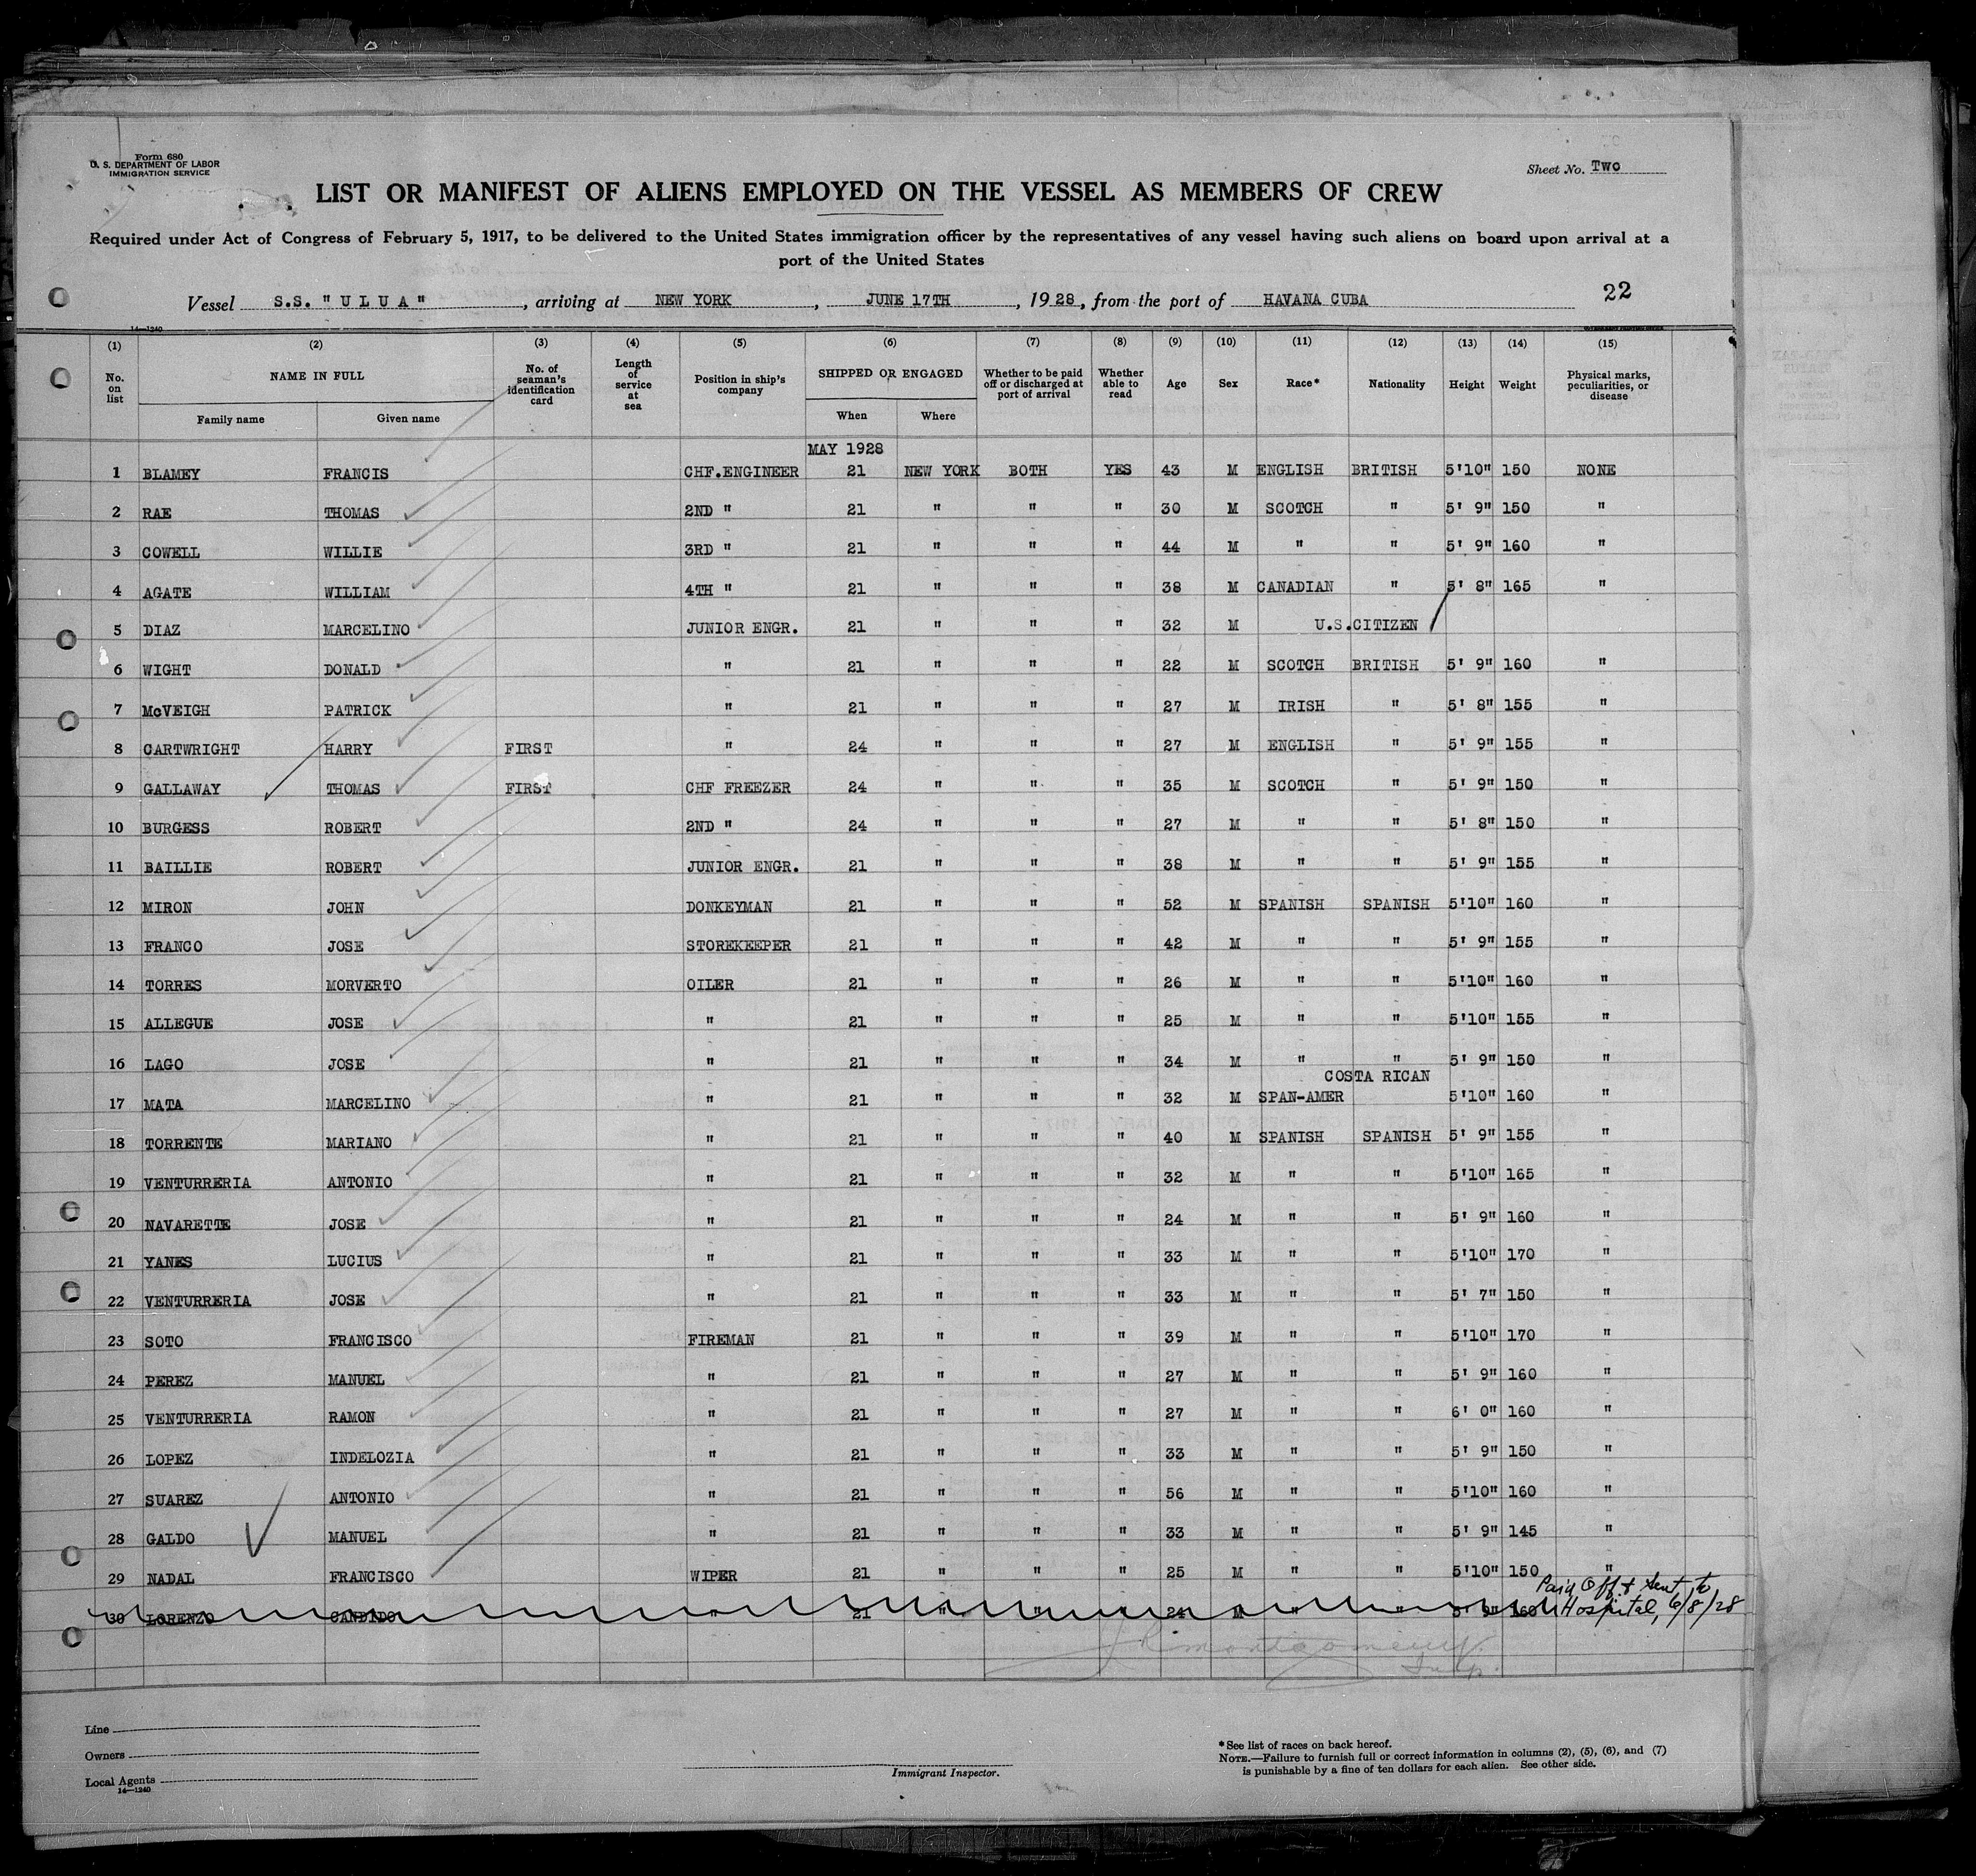 Form 680
U. S. DEPARTMENT OF LABOR
IMMIGRATION SERVICE
Sheet No. Two
LIST OR MANIFEST OF ALIENS EMPLOYED ON THE VESSEL AS MEMBERS OF CREW
Required under Act of Congress of February 5, 1917, to be delivered to the United States immigration officer by the representatives of any vessel having such aliens on board upon arrival at a
port of the United States
Vessel S.S. "ULUA", arriving at NEW YORK, JUNE 17TH, 1928, from the port of HAVANA CUBA 22
14—1240
(1) (2) (3) (4) (5) (6) (7) (8) (9) (10) (11) (12) (13) (14) (15)
No. on list NAME IN FULL No. of seaman's identification card Length of service at sea Position in ship's company SHIPPED OR ENGAGED Whether to be paid off or discharged at port of arrival Whether able to read Age Sex Race* Nationality Height Weight Physical marks, peculiarities, or disease
Family name Given name When Where
MAY 1928
1 BLAMEY FRANCIS CHF.ENGINEER 21 NEW YORK BOTH YES 43 M ENGLISH BRITISH 5'10" 150 NONE
2 RAE THOMAS 2ND " 21 " " " 30 M SCOTCH " 5' 9" 150 "
3 COWELL WILLIE 3RD " 21 " " " 44 M " " 5' 9" 160 "
4 AGATE WILLIAM 4TH " 21 " " " 38 M CANADIAN " 5' 8" 165 "
5 DIAZ MARCELINO JUNIOR ENGR. 21 " " " 32 M U.S.CITIZEN
6 WIGHT DONALD " 21 " " " 22 M SCOTCH BRITISH 5' 9" 160 "
7 McVEIGH PATRICK " 21 " " " 27 M IRISH " 5' 8" 155 "
8 CARTWRIGHT HARRY FIRST " 24 " " " 27 M ENGLISH " 5' 9" 155 "
9 GALLAWAY THOMAS FIRST CHF FREEZER 24 " " " 35 M SCOTCH " 5' 9" 150 "
10 BURGESS ROBERT 2ND " 24 " " " 27 M " " 5' 8" 150 "
11 BAILLIE ROBERT JUNIOR ENGR. 21 " " " 38 M " " 5' 9" 155 "
12 MIRON JOHN DONKEYMAN 21 " " " 52 M SPANISH SPANISH 5'10" 160 "
13 FRANCO JOSE STOREKEEPER 21 " " " 42 M " " 5' 9" 155 "
14 TORRES MORVERTO OILER 21 " " " 26 M " " 5'10" 160 "
15 ALLEGUE JOSE " 21 " " " 25 M " " 5'10" 155 "
16 LAGO JOSE " 21 " " " 34 M " " 5' 9" 150 "
COSTA RICAN
17 MATA MARCELINO " 21 " " " 32 M SPAN-AMER 5'10" 160 "
18 TORRENTE MARIANO " 21 " " " 40 M SPANISH SPANISH 5' 9" 155 "
19 VENTURRERIA ANTONIO " 21 " " " 32 M " " 5'10" 165 "
20 NAVARETTE JOSE " 21 " " " 24 M " " 5' 9" 160 "
21 YANES LUCIUS " 21 " " " 33 M " " 5'10" 170 "
22 VENTURRERIA JOSE " 21 " " " 33 M " " 5' 7" 150 "
23 SOTO FRANCISCO FIREMAN 21 " " " 39 M " " 5'10" 170 "
24 PEREZ MANUEL " 21 " " " 27 M " " 5' 9" 160 "
25 VENTURRERIA RAMON " 21 " " " 27 M " " 6' 0" 160 "
26 LOPEZ INDELOZIA " 21 " " " 33 M " " 5' 9" 150 "
27 SUAREZ ANTONIO " 21 " " " 56 M " " 5'10" 160 "
28 GALDO MANUEL " 21 " " " 33 M " " 5' 9" 145 "
29 NADAL FRANCISCO WIPER 21 " " " 25 M " " 5'10" 150 "
Paid Off & Sent to
30 LORENZO CANDIDO " 21 " " " 24 M " " 5' 9" 160 Hospital, 6/8/28
J R Montgomery
Insp.
Line
Owners
Local Agents
14—1240
Immigrant Inspector.
*See list of races on back hereof.
NOTE.—Failure to furnish full or correct information in columns (2), (5), (6), and (7)
is punishable by a fine of ten dollars for each alien. See other side.